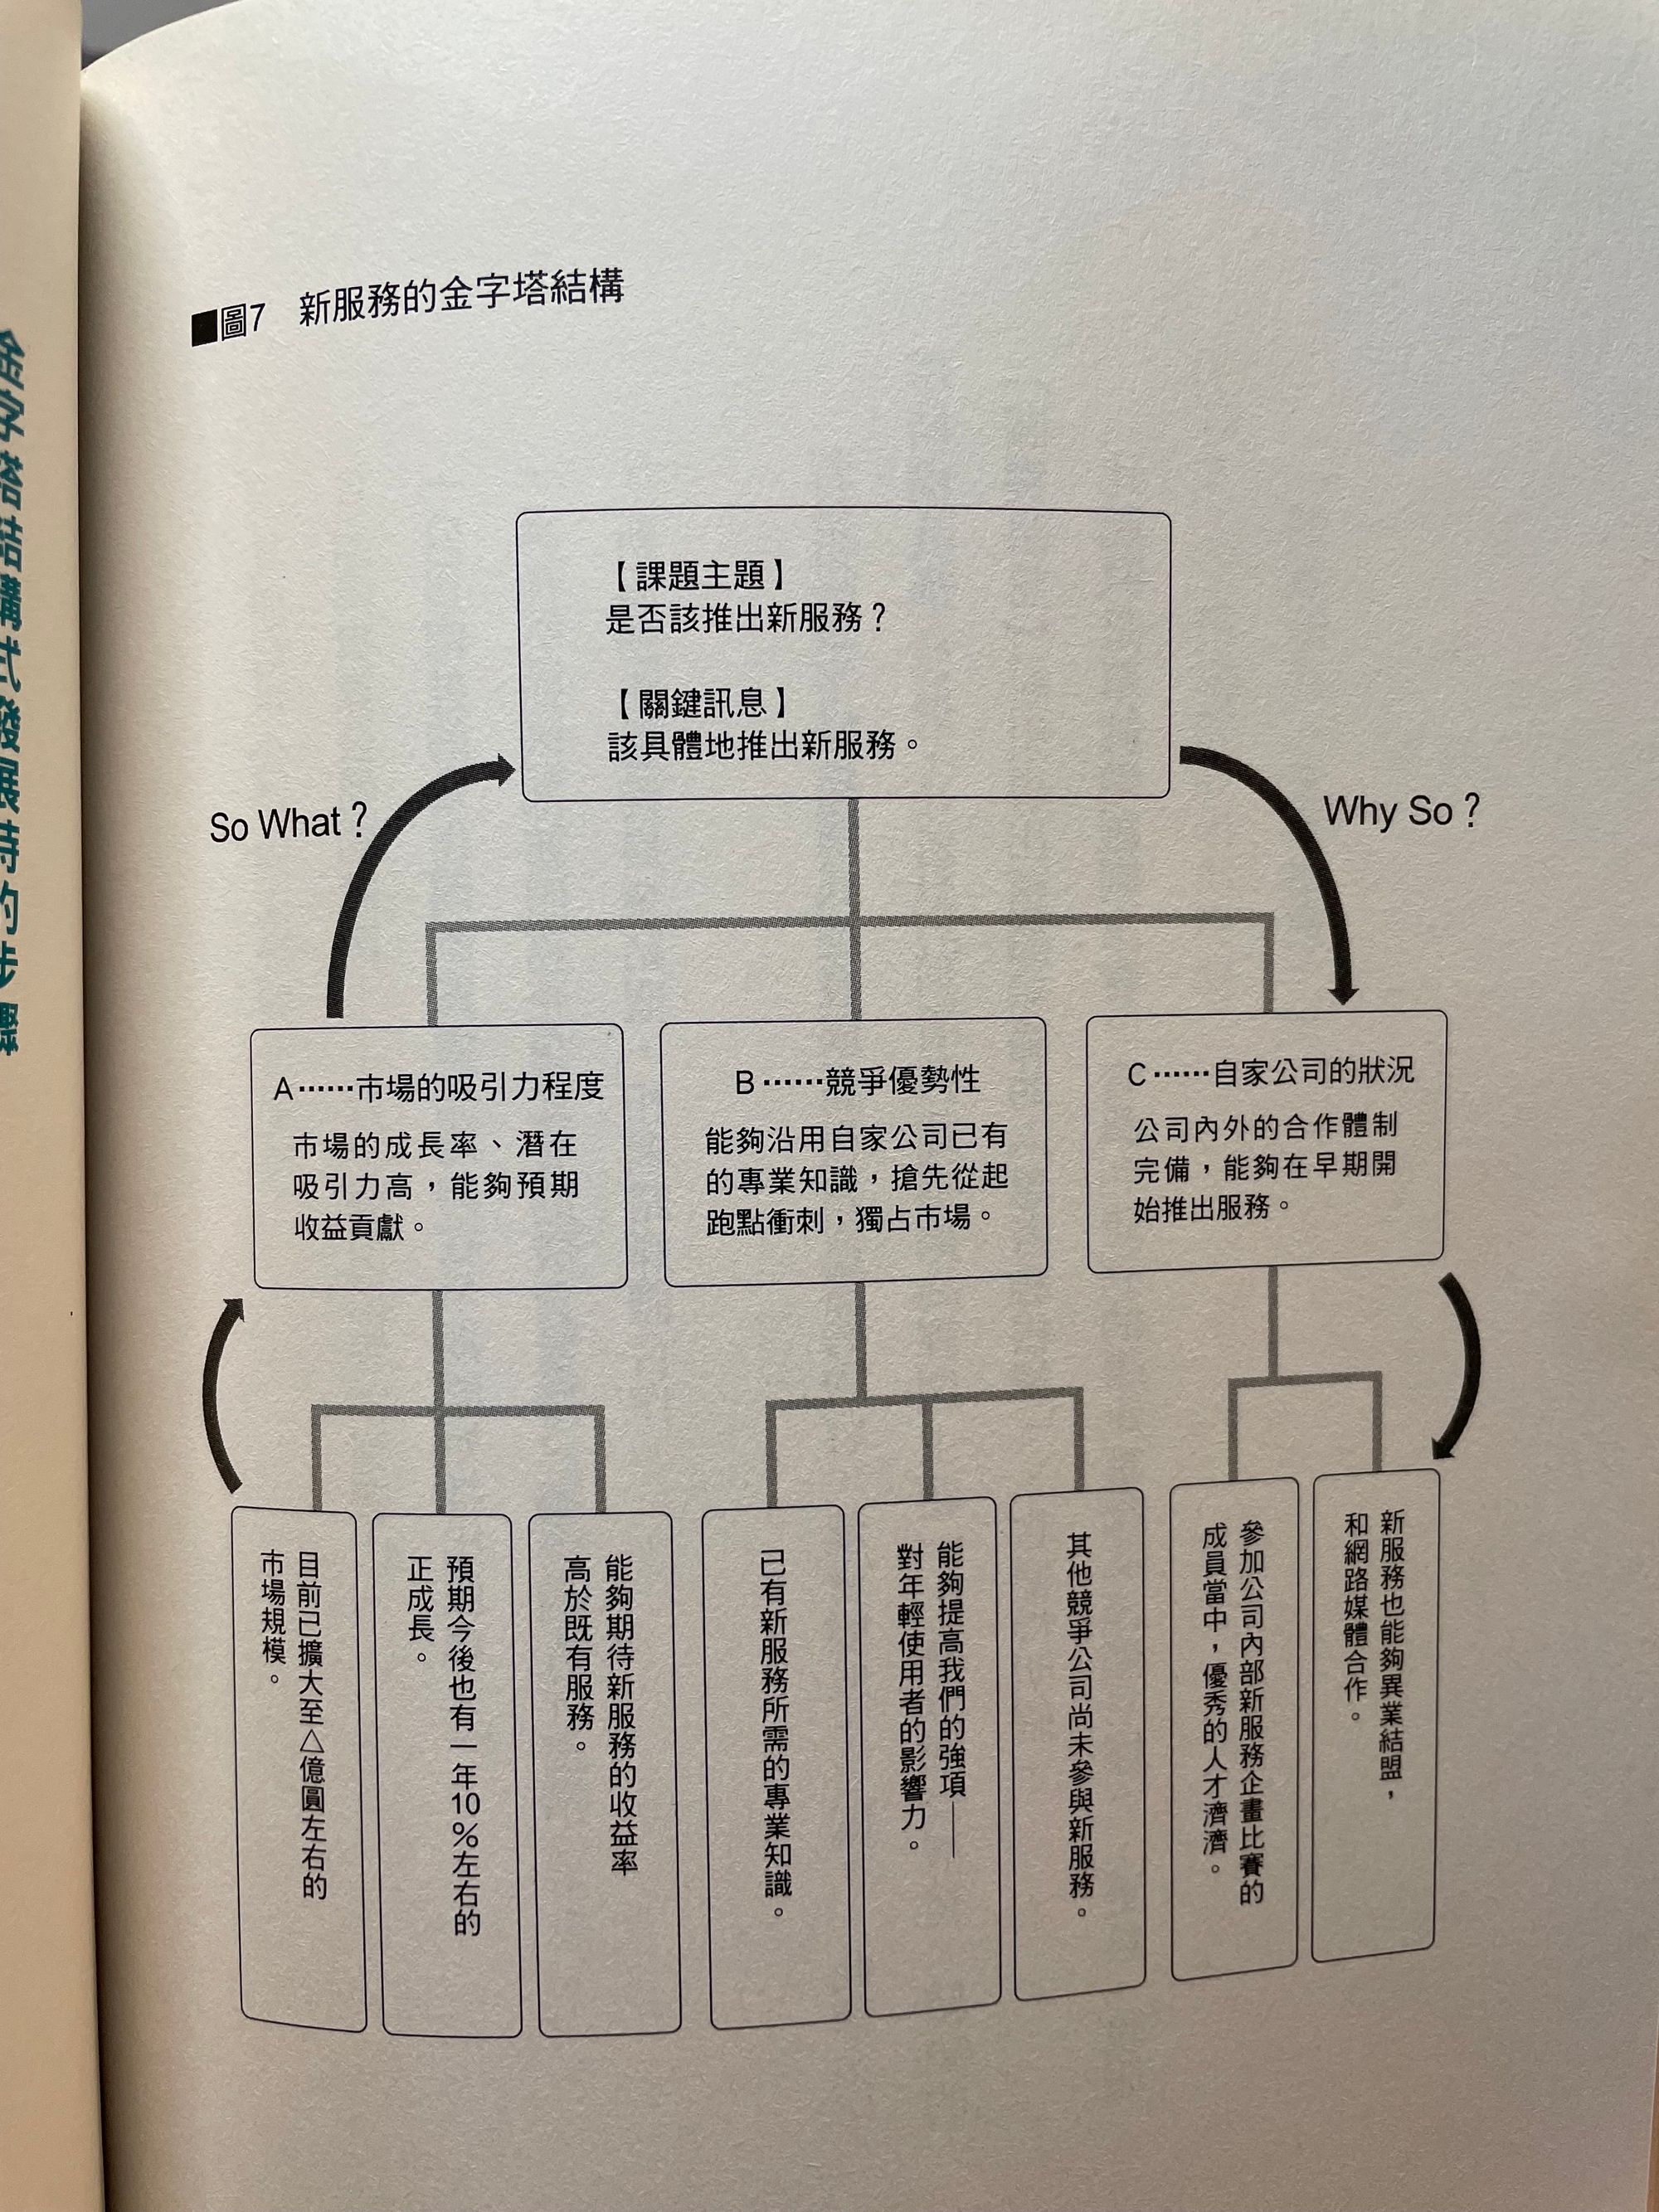 金字塔結構式發展時的步驟
■圖7 新服務的金字塔結構
【課題主題】
是否該推出新服務？
【關鍵訊息】
該具體地推出新服務。
So What？
Why So？
A……市場的吸引力程度
市場的成長率、潛在
吸引力高，能夠預期
收益貢獻。
B……競爭優勢性
能夠沿用自家公司已有
的專業知識，搶先從起
跑點衝刺，獨占市場。
C……自家公司的狀況
公司內外的合作體制
完備，能夠在早期開
始推出服務。
目前已擴大至△億圓左右的
市場規模。
預期今後也有一年10%左右的
正成長。
能夠期待新服務的收益率
高於既有服務。
已有新服務所需的專業知識。
能夠提高我們的強項——
對年輕使用者的影響力。
其他競爭公司尚未參與新服務。
參加公司內部新服務企畫比賽的
成員當中，優秀的人才濟濟。
新服務也能夠異業結盟，
和網路媒體合作。